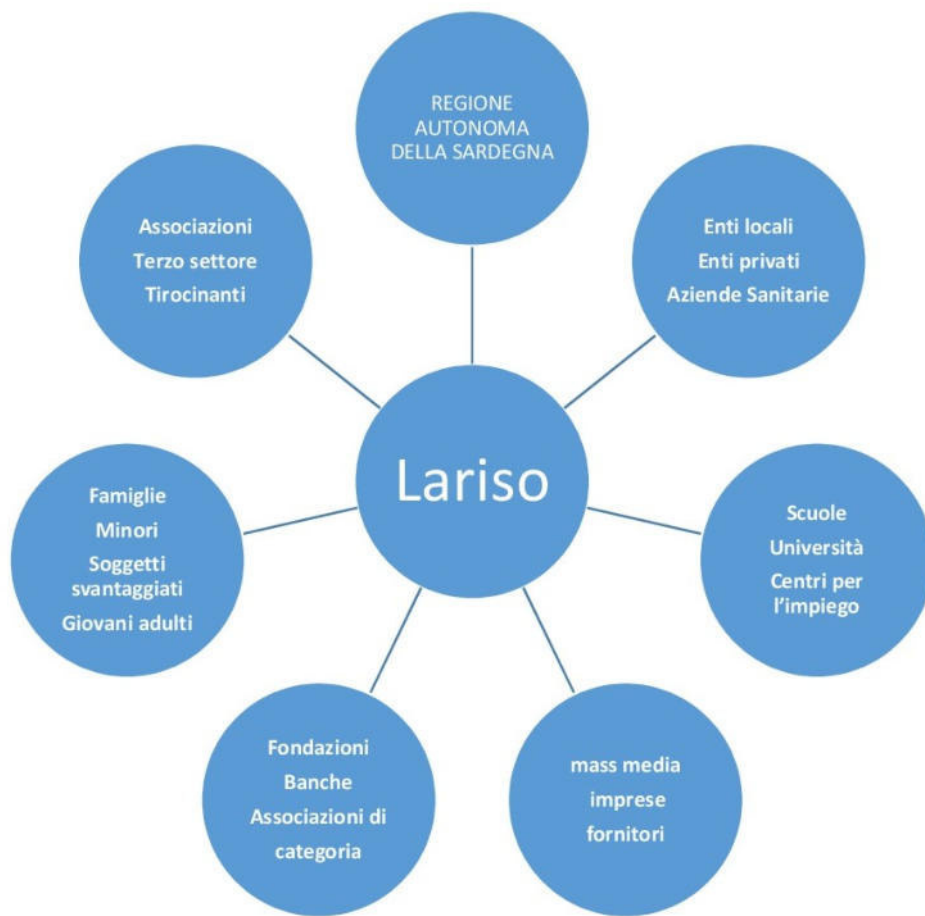 REGIONE
AUTONOMA
DELLA SARDEGNA
Enti locali
Enti privati
Aziende Sanitarie
Scuole
Università
Centri per
l’impiego
mass media
imprese
fornitori
Fondazioni
Banche
Associazioni di
categoria
Famiglie
Minori
Soggetti
svantaggiati
Giovani adulti
Associazioni
Terzo settore
Tirocinanti
Lariso